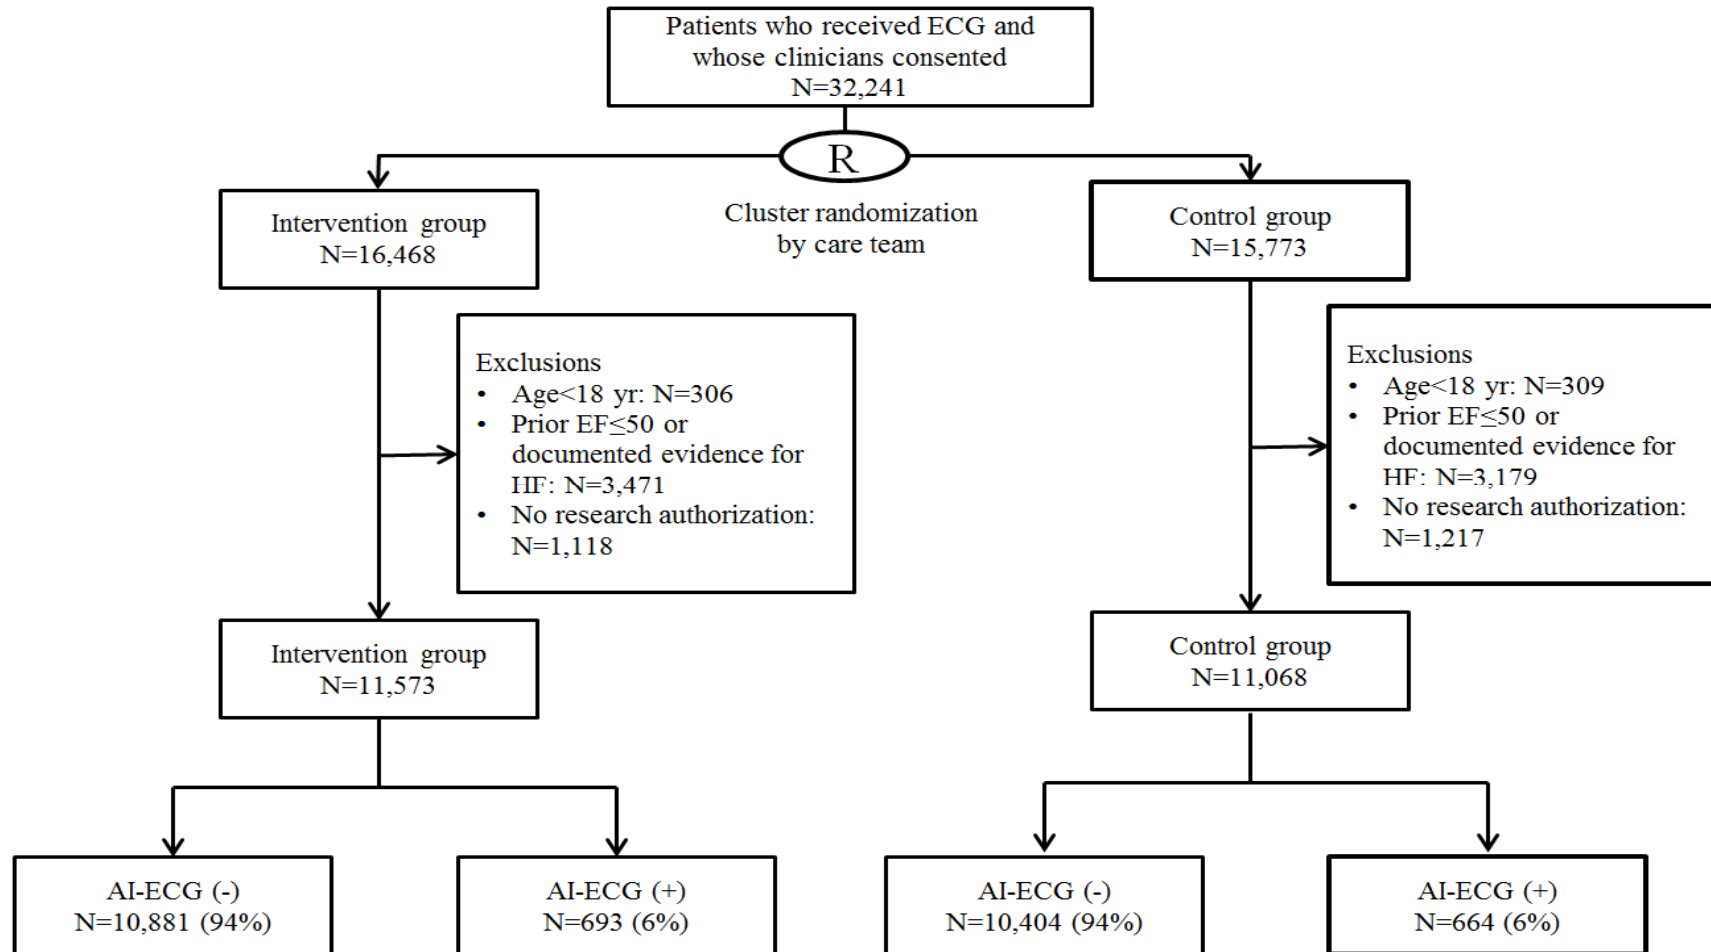 Patients who received ECG and
whose clinicians consented
N=32,241
R
Cluster randomization
by care team
Intervention group
N=16,468
Control group
N=15,773
Exclusions
• Age<18 yr: N=306
• Prior EF≤50 or
documented evidence for
HF: N=3,471
• No research authorization:
N=1,118
Exclusions
• Age<18 yr: N=309
• Prior EF≤50 or
documented evidence for
HF: N=3,179
• No research authorization:
N=1,217
Intervention group
N=11,573
Control group
N=11,068
AI-ECG (-)
N=10,881 (94%)
AI-ECG (+)
N=693 (6%)
AI-ECG (-)
N=10,404 (94%)
AI-ECG (+)
N=664 (6%)